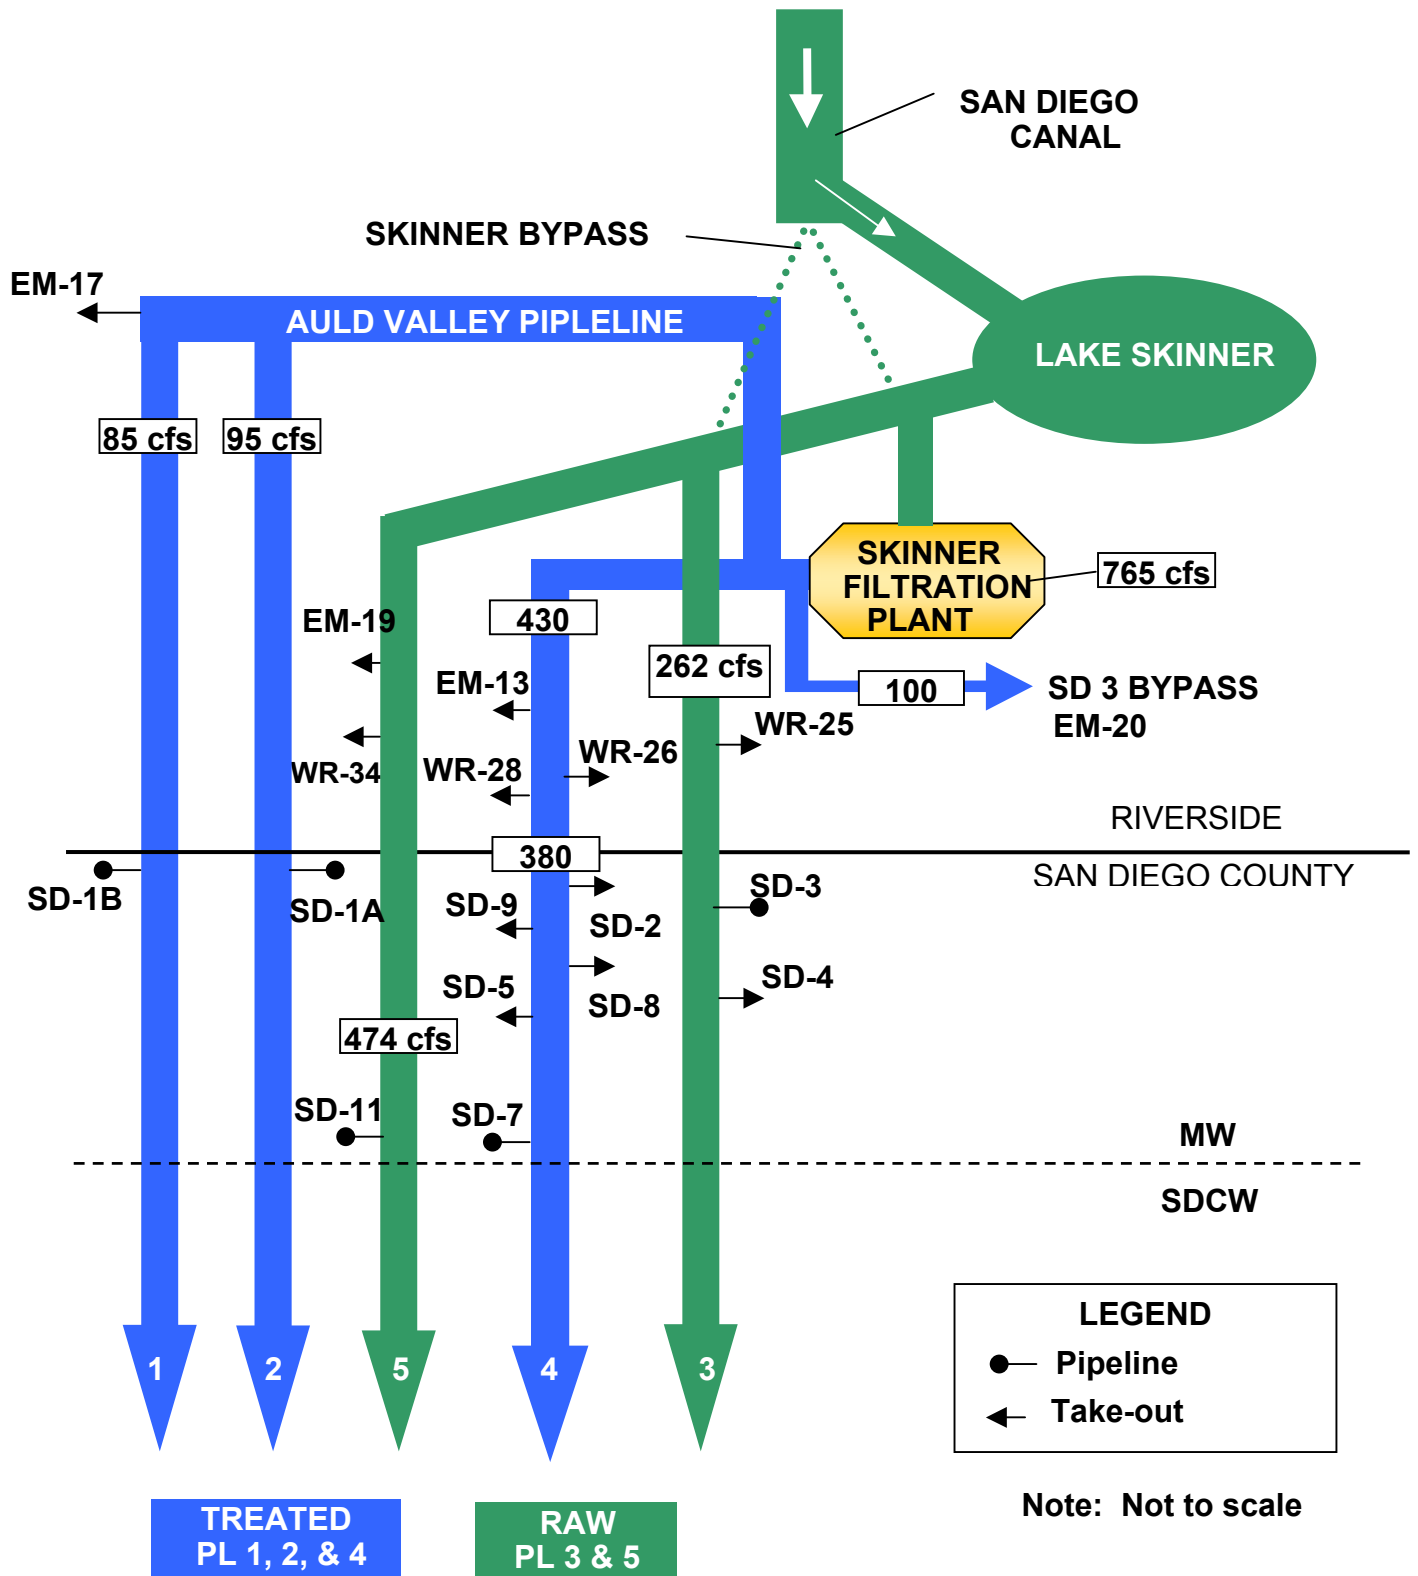 SAN DIEGO
CANAL
SKINNER BYPASS
EM-17
AULD VALLEY PIPLELINE
LAKE SKINNER
85 cfs
95 cfs
SKINNER
FILTRATION
PLANT
765 cfs
EM-19
430
262 cfs
EM-13
100
SD 3 BYPASS
EM-20
WR-25
WR-26
WR-28
WR-34
RIVERSIDE
380
SAN DIEGO COUNTY
SD-1B
SD-1A
SD-9
SD-2
SD-3
SD-5
SD-8
SD-4
474 cfs
SD-11
SD-7
MW
SDCW
LEGEND
Pipeline
Take-out
1
2
5
4
3
Note: Not to scale
TREATED
PL 1, 2, & 4
RAW
PL 3 & 5